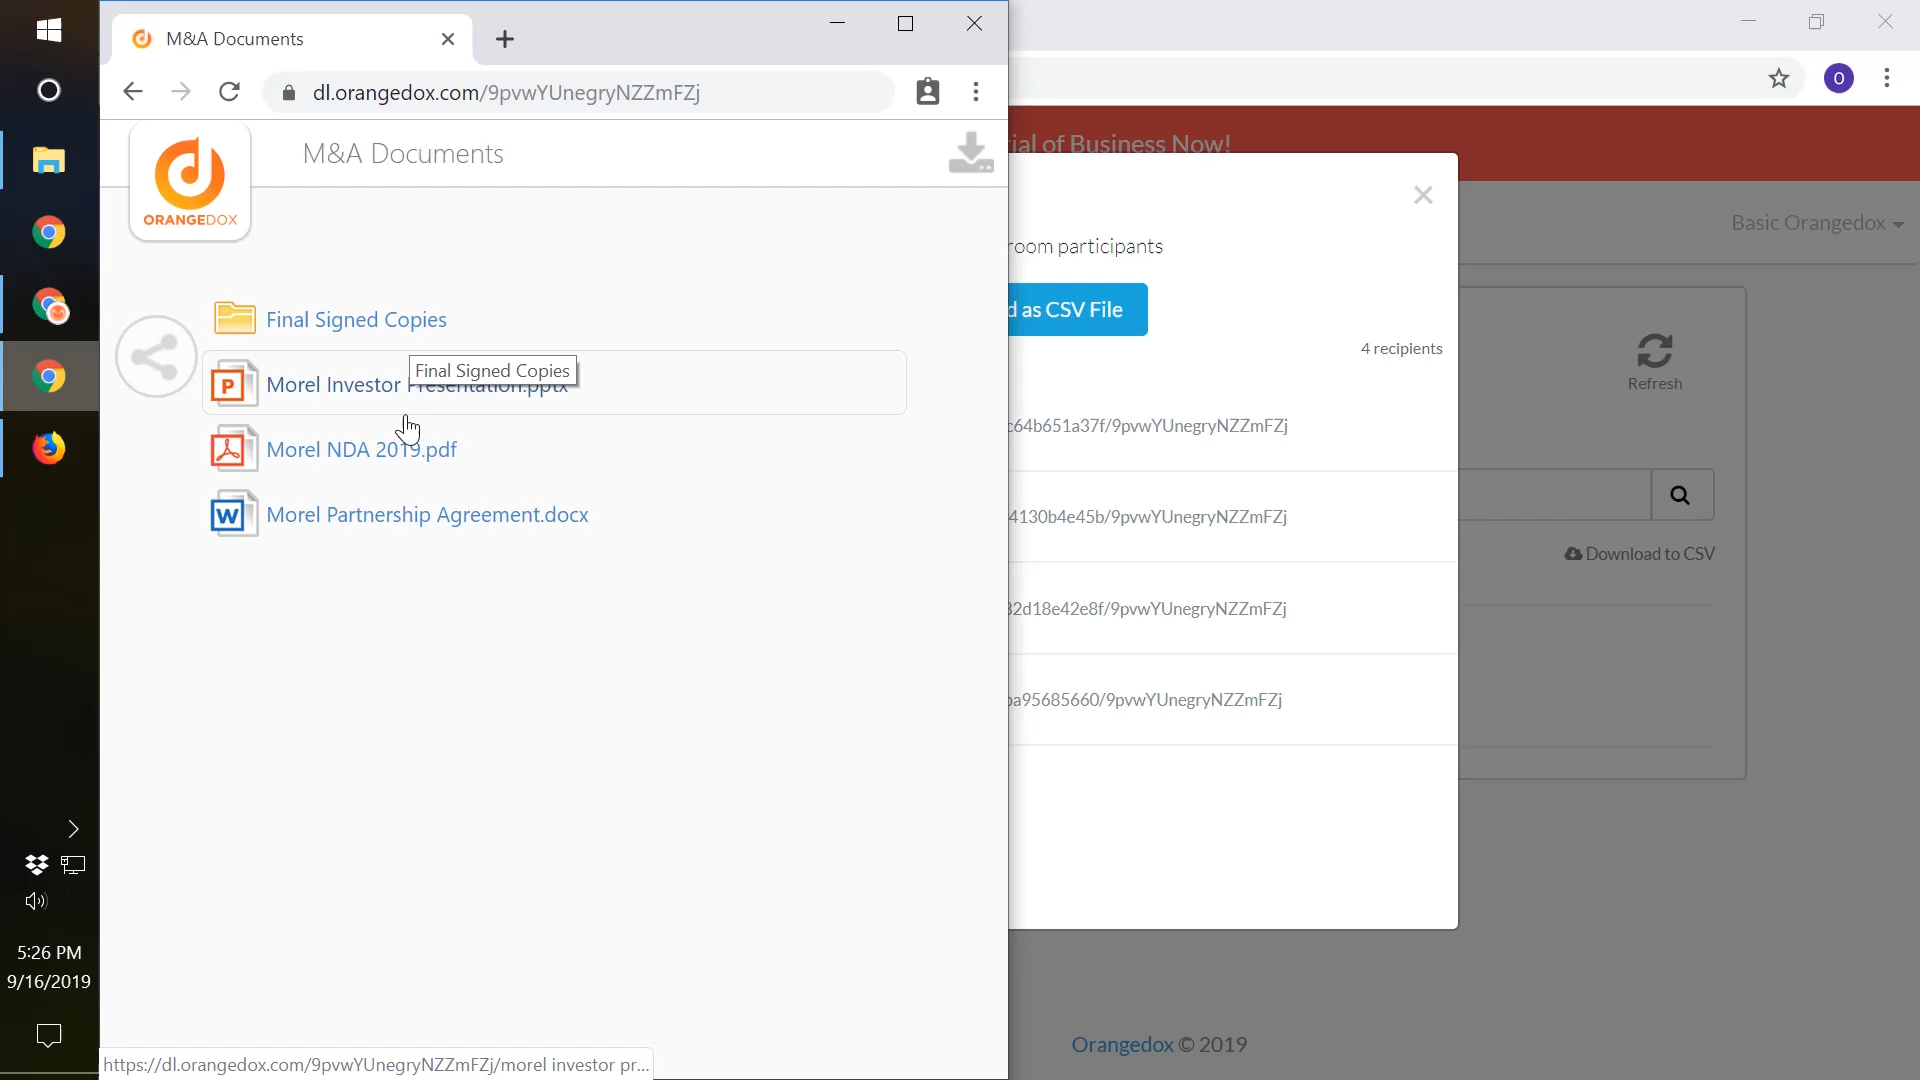 M&A Documents
dl.orangedox.com/9pvwYUnegryNZZmFZj
M&A Documents
ORANGEDOX
Final Signed Copies
Final Signed Copies
Morel Investor Presentation.pptx
Morel NDA 2019.pdf
Morel Partnership Agreement.docx
https://dl.orangedox.com/9pvwYUnegryNZZmFZj/morel investor pr...
5:26 PM
9/16/2019
O
ial of Business Now!
Basic Orangedox
room participants
d as CSV File
4 recipients
Refresh
c64b651a37f/9pvwYUnegryNZZmFZj
4130b4e45b/9pvwYUnegryNZZmFZj
Download to CSV
32d18e42e8f/9pvwYUnegryNZZmFZj
ba95685660/9pvwYUnegryNZZmFZj
Orangedox © 2019